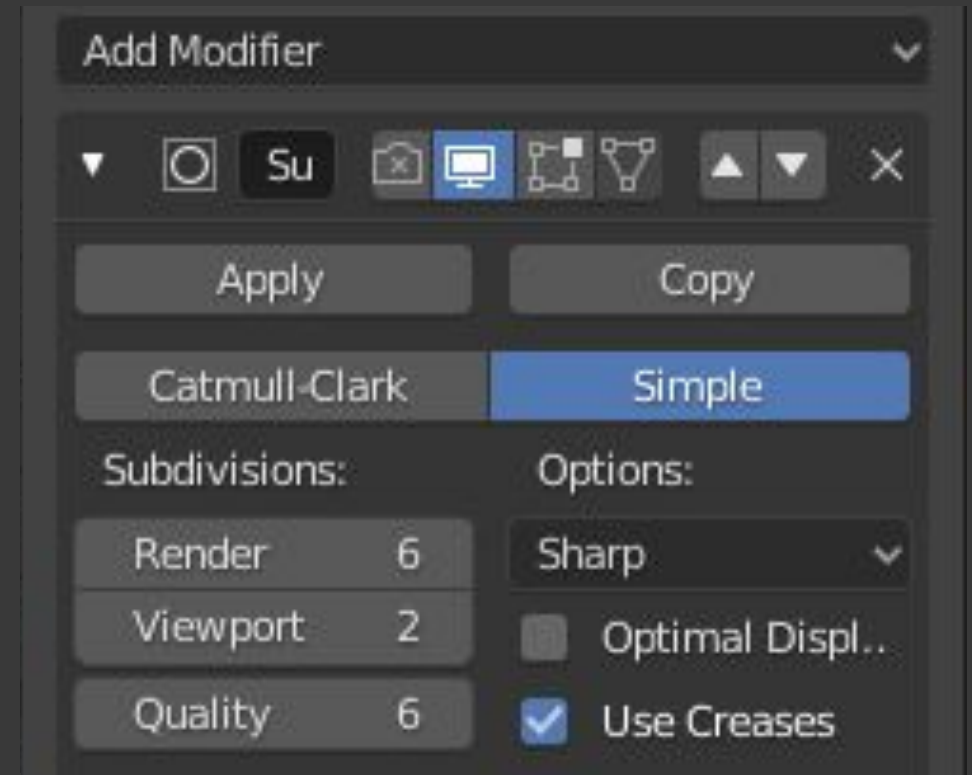 Add Modifier
Su
Apply Copy
Catmull-Clark Simple
Subdivisions: Options:
Render 6 Sharp
Viewport 2 Optimal Displ..
Quality 6 Use Creases